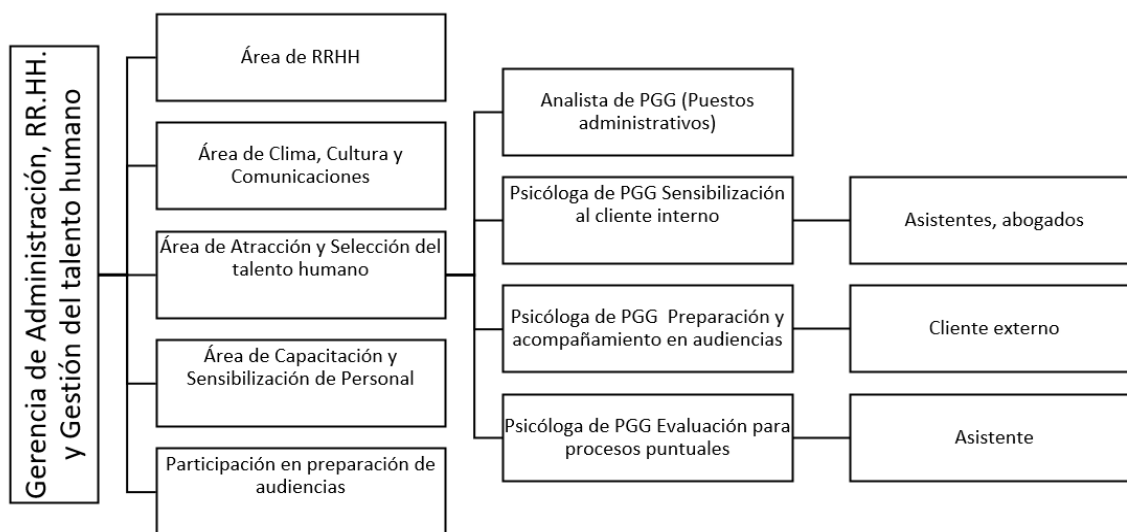 Gerencia de Administración, RR.HH.
y Gestión del talento humano
Área de RRHH
Área de Clima, Cultura y
Comunicaciones
Área de Atracción y Selección del
talento humano
Área de Capacitación y
Sensibilización de Personal
Participación en preparación de
audiencias
Analista de PGG (Puestos
administrativos)
Psicóloga de PGG Sensibilización
al cliente interno
Psicóloga de PGG Preparación y
acompañamiento en audiencias
Psicóloga de PGG Evaluación para
procesos puntuales
Asistentes, abogados
Cliente externo
Asistente